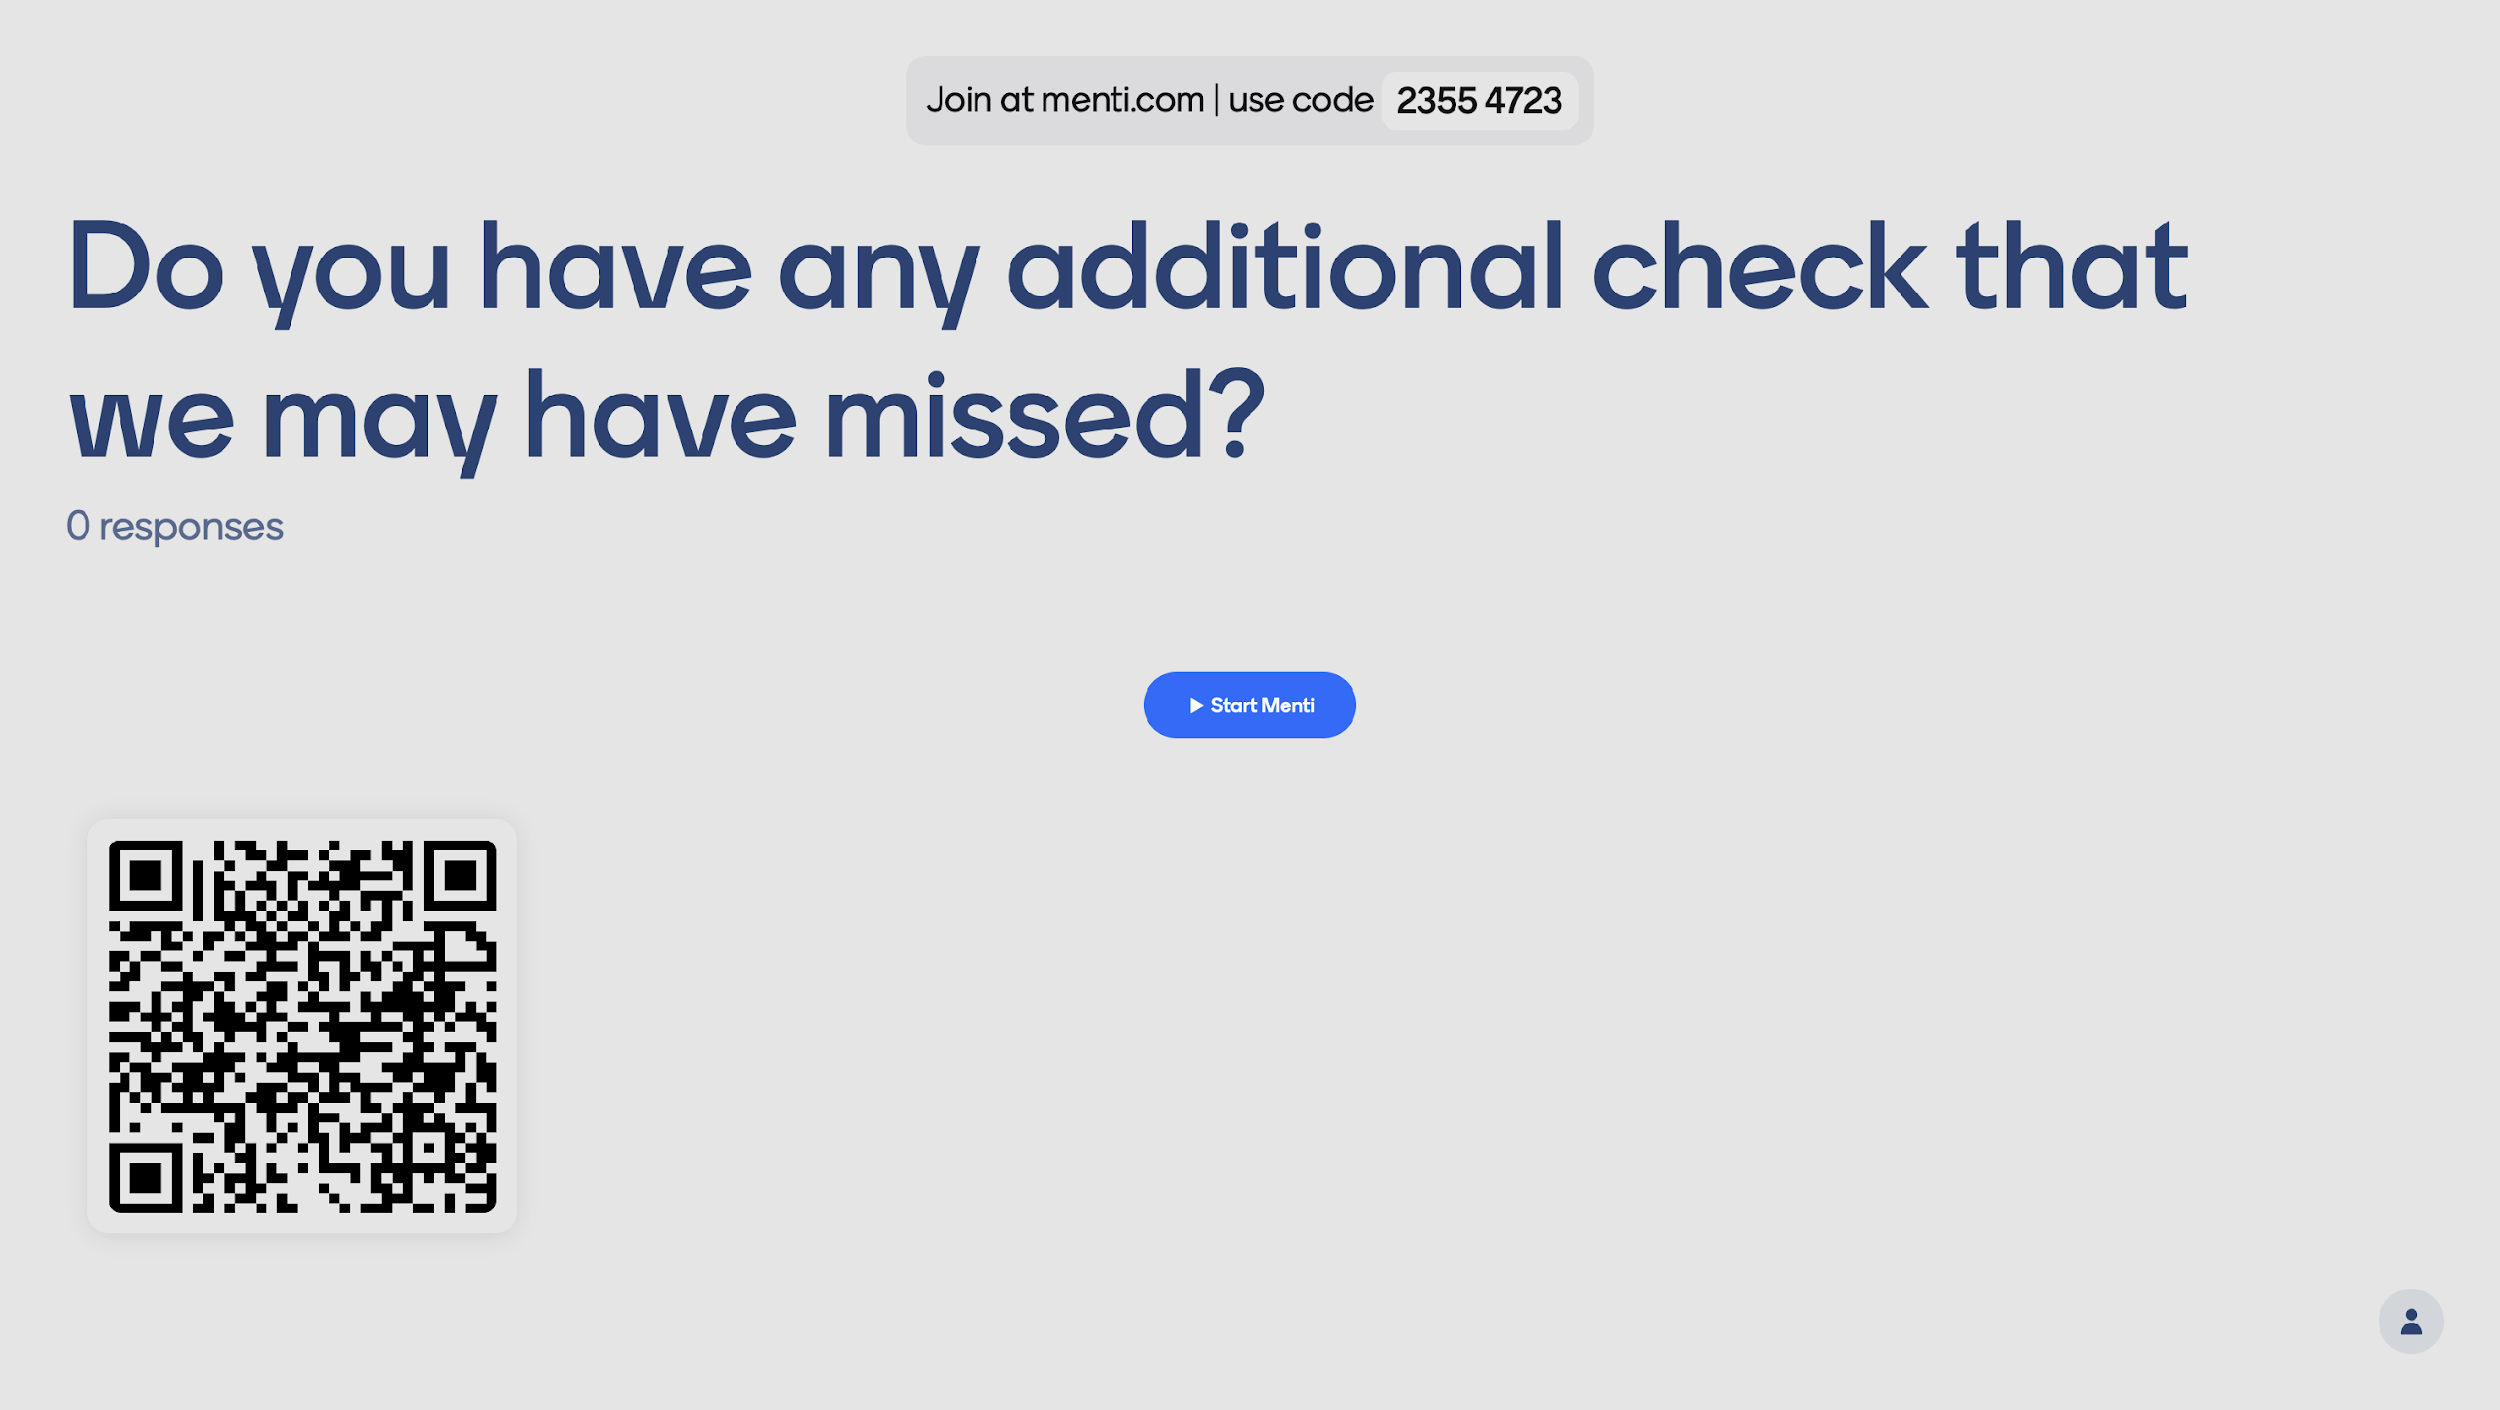 Join at menti.com | use code 2355 4723
Do you have any additional check that
we may have missed?
0 responses
Start Menti